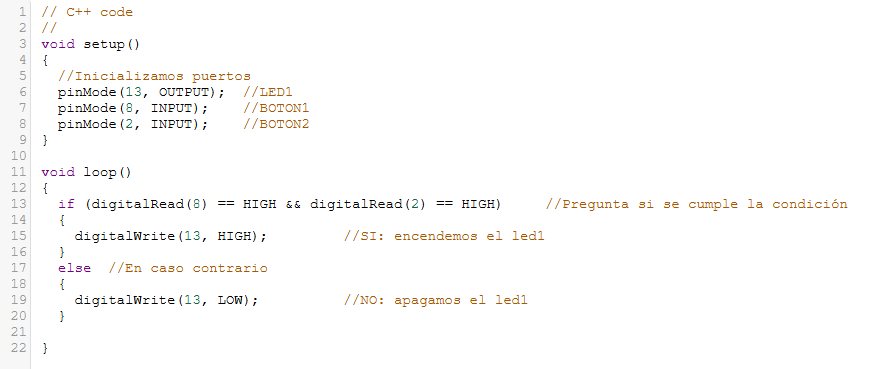 1 // C++ code
2 //
3 void setup()
4 {
5   //Inicializamos puertos
6   pinMode(13, OUTPUT);  //LED1
7   pinMode(8, INPUT);    //BOTON1
8   pinMode(2, INPUT);    //BOTON2
9 }
10
11 void loop()
12 {
13   if (digitalRead(8) == HIGH && digitalRead(2) == HIGH)     //Pregunta si se cumple la condición
14   {
15     digitalWrite(13, HIGH);         //SI: encendemos el led1
16   }
17   else  //En caso contrario
18   {
19     digitalWrite(13, LOW);          //NO: apagamos el led1
20   }
21
22 }